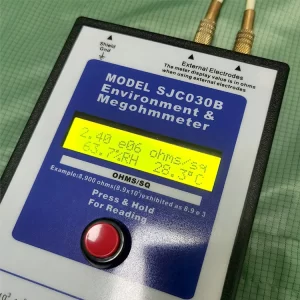 Shield
Gnd
External Electrodes
The meter display value is in ohms
when using external electrodes
MODEL SJC030B
Environment &
Megohmmeter
2.40 e06 ohms/sq
63.7%RH 28.3°C
OHMS/SQ
Example:8,900 ohms(8.9x10³)exhibited as 8.9 e 3
Press & Hold
For Reading